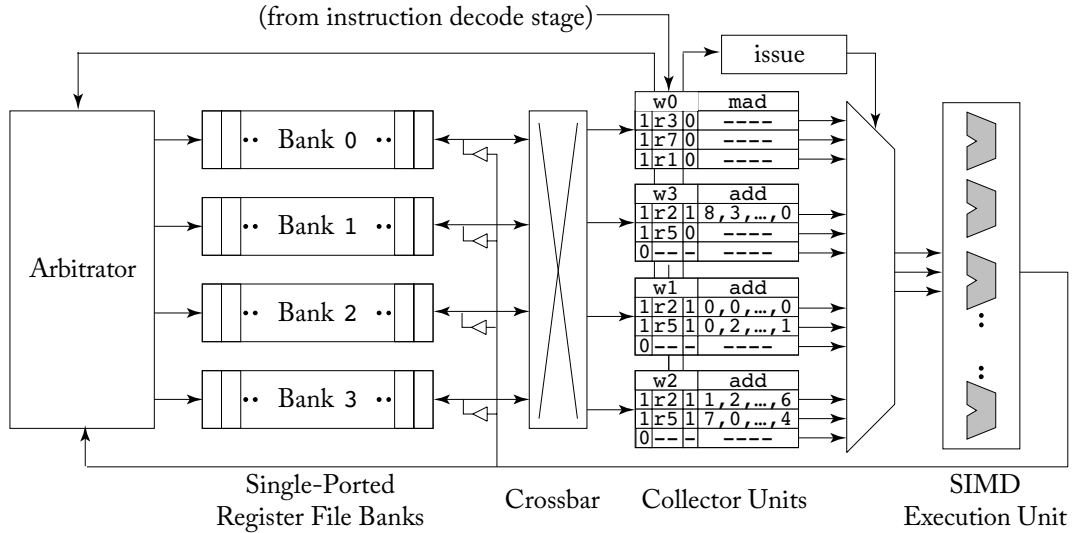 (from instruction decode stage)
issue
Arbitrator
•• Bank 0 ••
•• Bank 1 ••
•• Bank 2 ••
•• Bank 3 ••
w0 mad
1 r3 0 ----
1 r7 0 ----
1 r1 0 ----
w3 add
1 r2 1 8,3,…,0
1 r5 0 ----
0 -- - ----
w1 add
1 r2 1 0,0,…,0
1 r5 1 0,2,…,1
0 -- - ----
w2 add
1 r2 1 1,2,…,6
1 r5 1 7,0,…,4
0 -- - ----
Single-Ported
Register File Banks
Crossbar
Collector Units
SIMD
Execution Unit